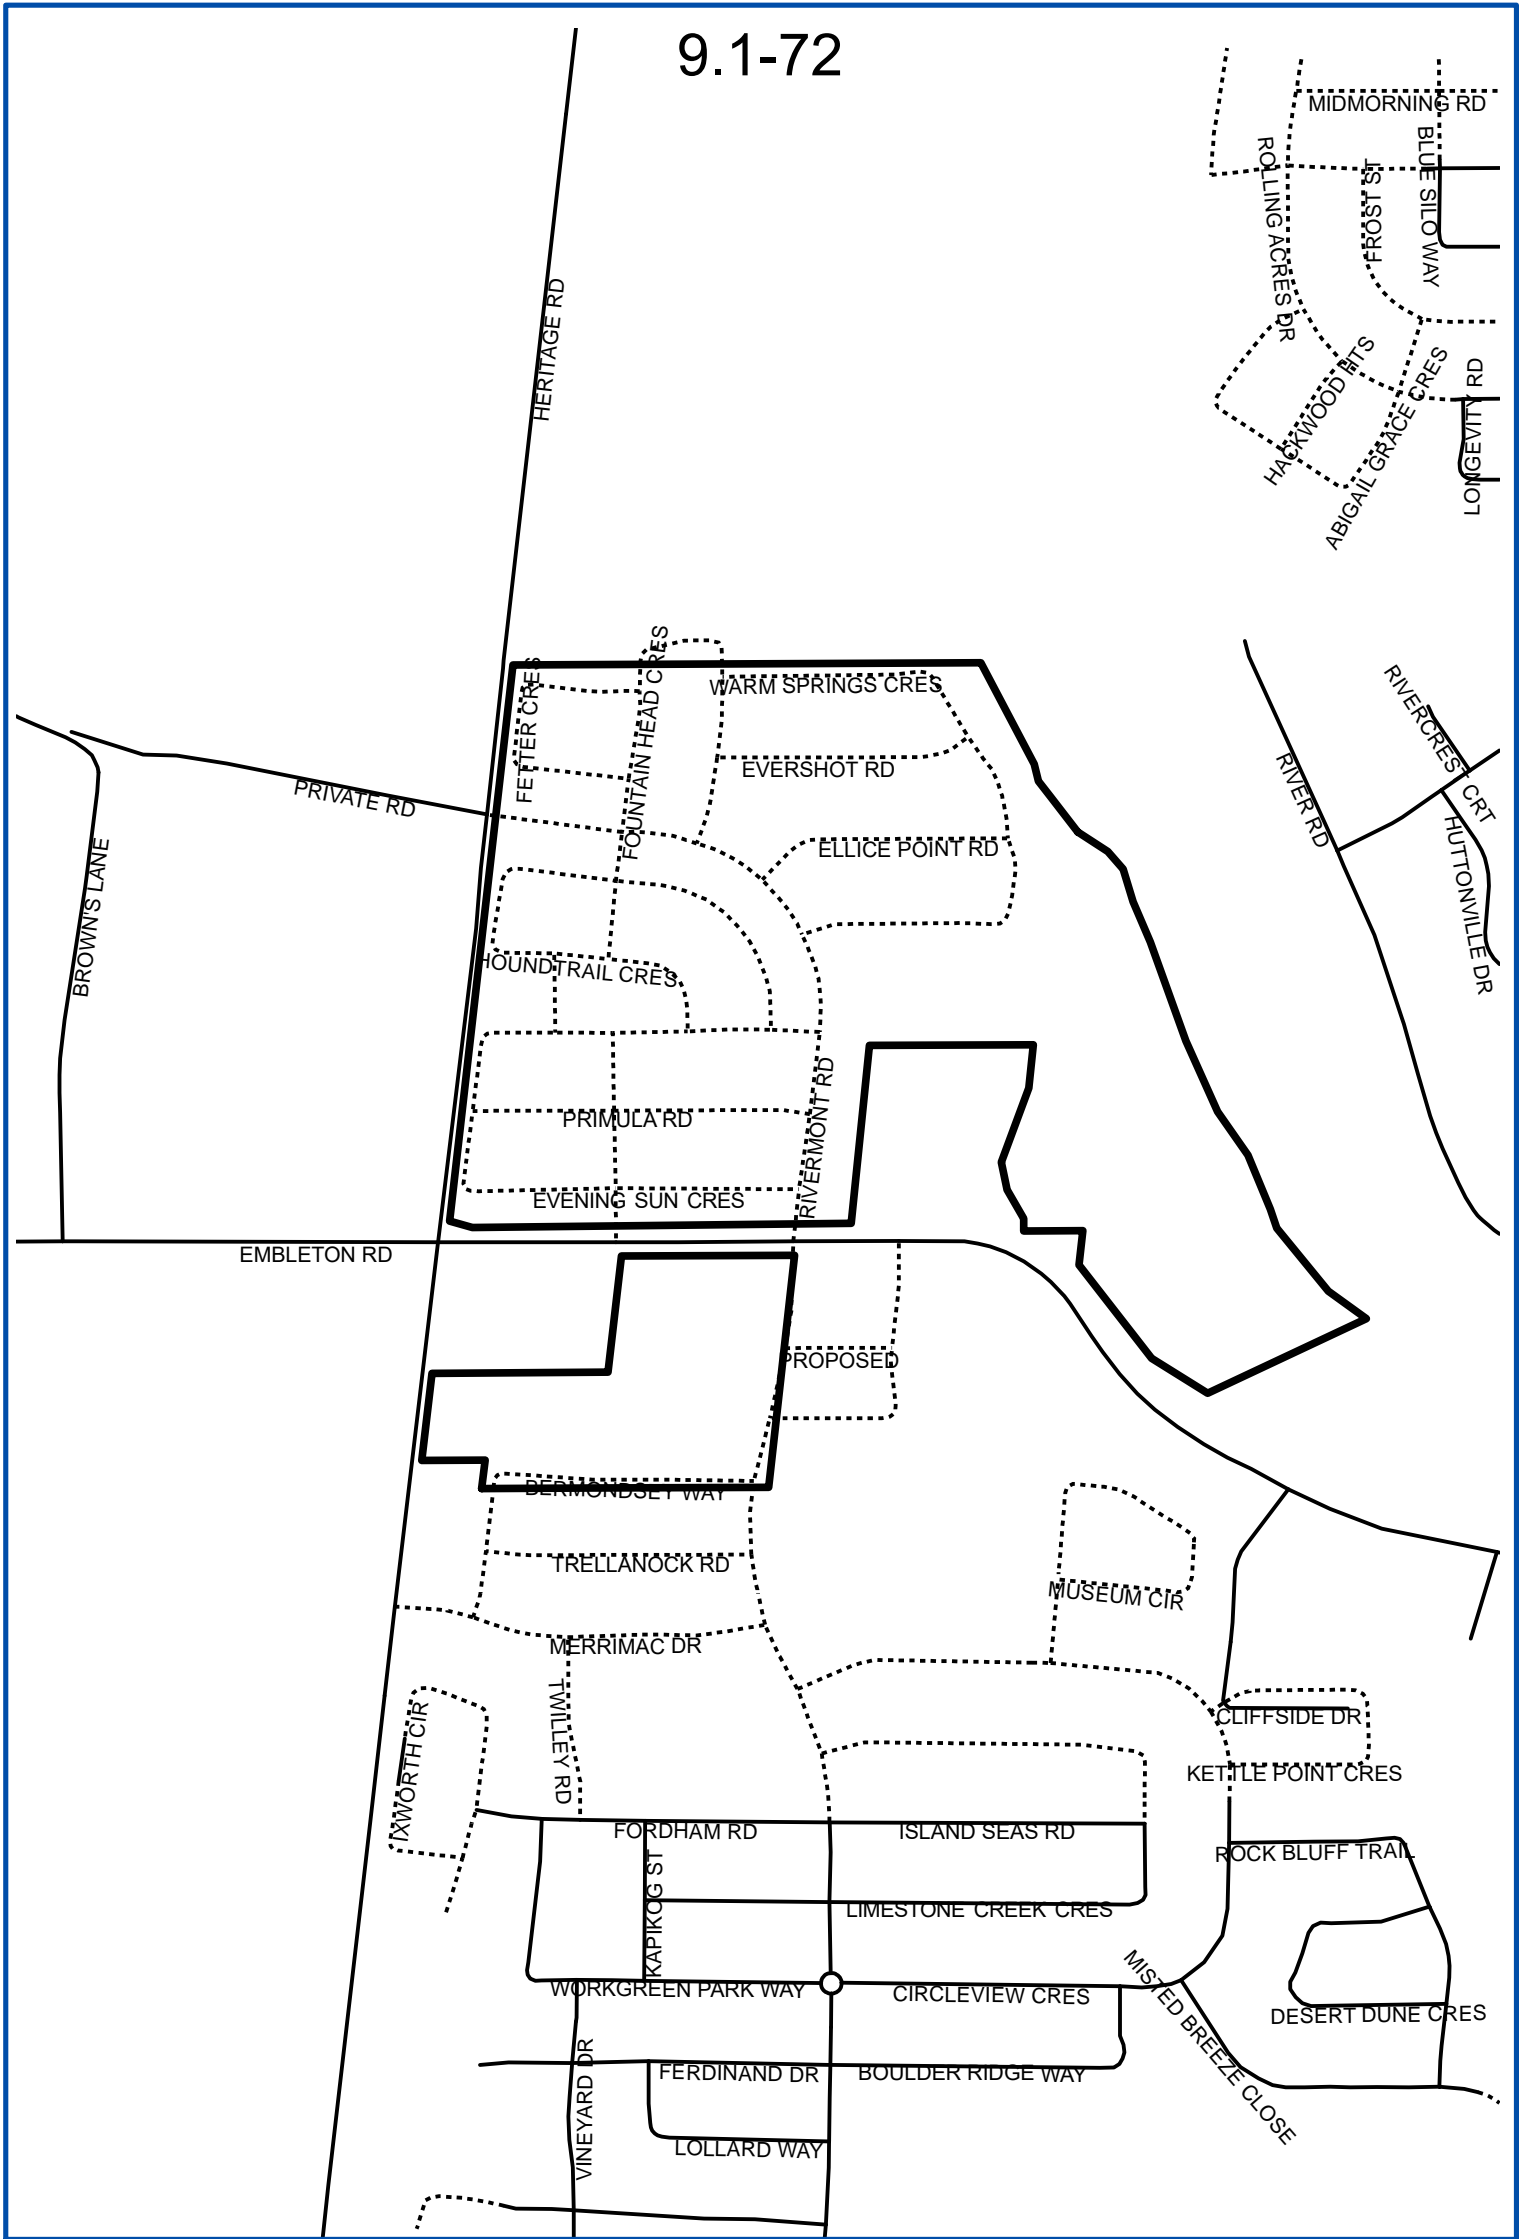 9.1-72
MIDMORNING RD
ROLLING ACRES DR
FROST ST
BLUE SILO WAY
HERITAGE RD
HACKWOOD HTS
ABIGAIL GRACE CRES
LONGEVITY RD
FETTER CRES
FOUNTAIN HEAD CRES
WARM SPRINGS CRES
RIVERCREST CRT
EVERSHOT RD
PRIVATE RD
RIVER RD
ELLICE POINT RD
HUTTONVILLE DR
BROWN'S LANE
HOUNDTRAIL CRES
PRIMULA RD
RIVERMONT RD
EVENING SUN CRES
EMBLETON RD
PROPOSED
BERMONDSEY WAY
TRELLANOCK RD
MUSEUM CIR
MERRIMAC DR
TWILLEY RD
IXWORTH CIR
CLIFFSIDE DR
KETTLE POINT CRES
FORDHAM RD
ISLAND SEAS RD
ROCK BLUFF TRAIL
KAPIKOG ST
LIMESTONE CREEK CRES
WORKGREEN PARK WAY
CIRCLEVIEW CRES
MISTED BREEZE CLOSE
DESERT DUNE CRES
VINEYARD DR
FERDINAND DR
BOULDER RIDGE WAY
LOLLARD WAY